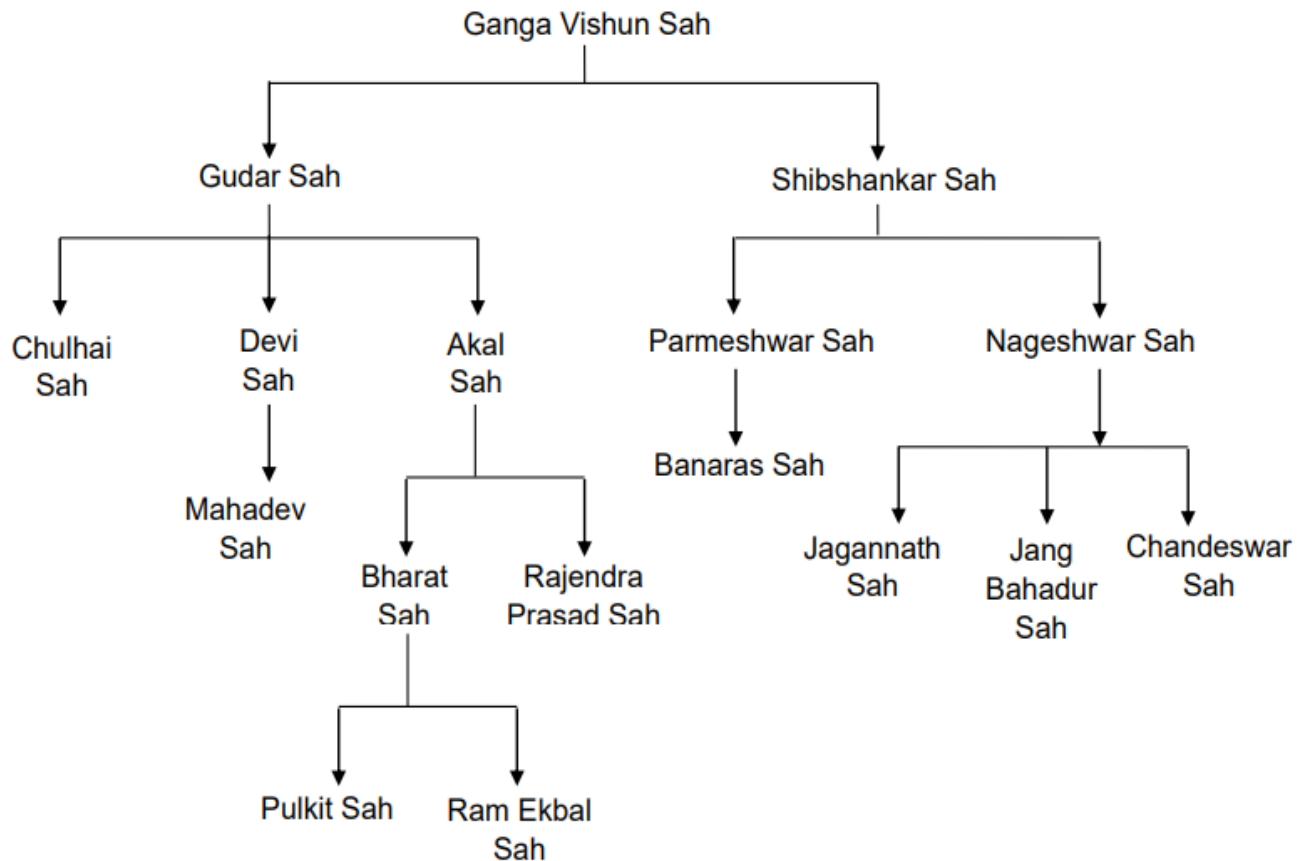 Ganga Vishun Sah
Gudar Sah
Shibshankar Sah
Chulhai
Sah
Devi
Sah
Akal
Sah
Parmeshwar Sah
Nageshwar Sah
Mahadev
Sah
Bharat
Sah
Rajendra
Prasad Sah
Banaras Sah
Jagannath
Sah
Jang
Bahadur
Sah
Chandeswar
Sah
Pulkit Sah
Ram Ekbal
Sah